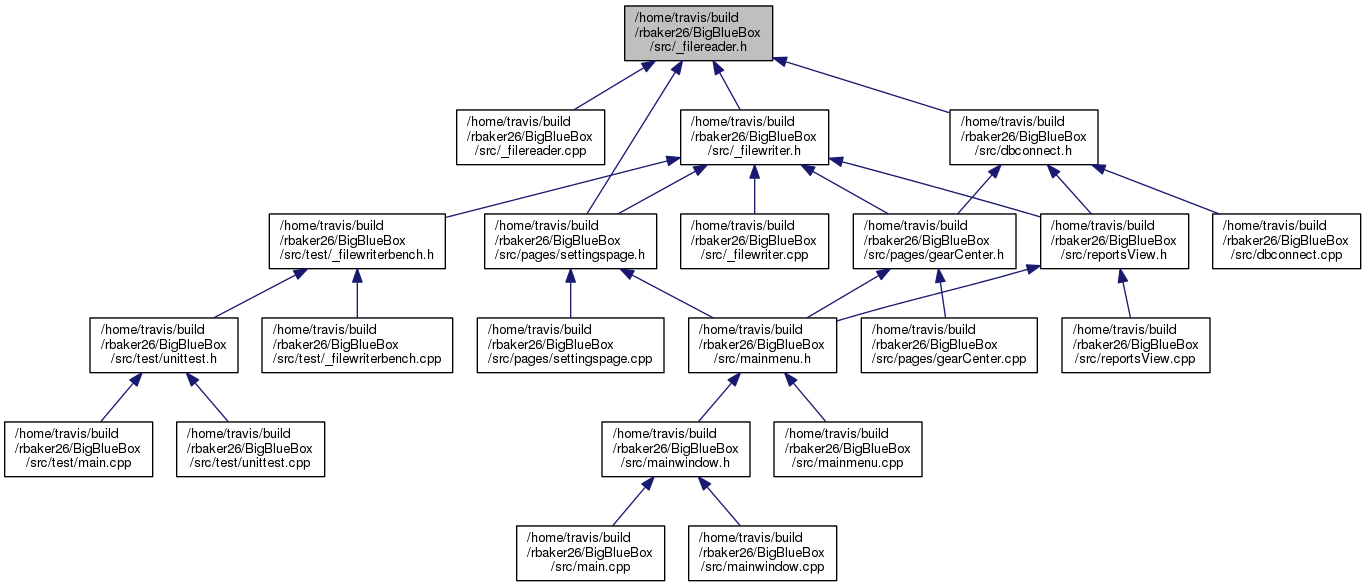 /home/travis/build
/rbaker26/BigBlueBox
/src/_filereader.h
/home/travis/build
/rbaker26/BigBlueBox
/src/_filereader.cpp
/home/travis/build
/rbaker26/BigBlueBox
/src/_filewriter.h
/home/travis/build
/rbaker26/BigBlueBox
/src/dbconnect.h
/home/travis/build
/rbaker26/BigBlueBox
/src/test/_filewriterbench.h
/home/travis/build
/rbaker26/BigBlueBox
/src/pages/settingspage.h
/home/travis/build
/rbaker26/BigBlueBox
/src/_filewriter.cpp
/home/travis/build
/rbaker26/BigBlueBox
/src/pages/gearCenter.h
/home/travis/build
/rbaker26/BigBlueBox
/src/reportsView.h
/home/travis/build
/rbaker26/BigBlueBox
/src/dbconnect.cpp
/home/travis/build
/rbaker26/BigBlueBox
/src/test/unittest.h
/home/travis/build
/rbaker26/BigBlueBox
/src/test/_filewriterbench.cpp
/home/travis/build
/rbaker26/BigBlueBox
/src/pages/settingspage.cpp
/home/travis/build
/rbaker26/BigBlueBox
/src/mainmenu.h
/home/travis/build
/rbaker26/BigBlueBox
/src/pages/gearCenter.cpp
/home/travis/build
/rbaker26/BigBlueBox
/src/reportsView.cpp
/home/travis/build
/rbaker26/BigBlueBox
/src/test/main.cpp
/home/travis/build
/rbaker26/BigBlueBox
/src/test/unittest.cpp
/home/travis/build
/rbaker26/BigBlueBox
/src/mainwindow.h
/home/travis/build
/rbaker26/BigBlueBox
/src/mainmenu.cpp
/home/travis/build
/rbaker26/BigBlueBox
/src/main.cpp
/home/travis/build
/rbaker26/BigBlueBox
/src/mainwindow.cpp